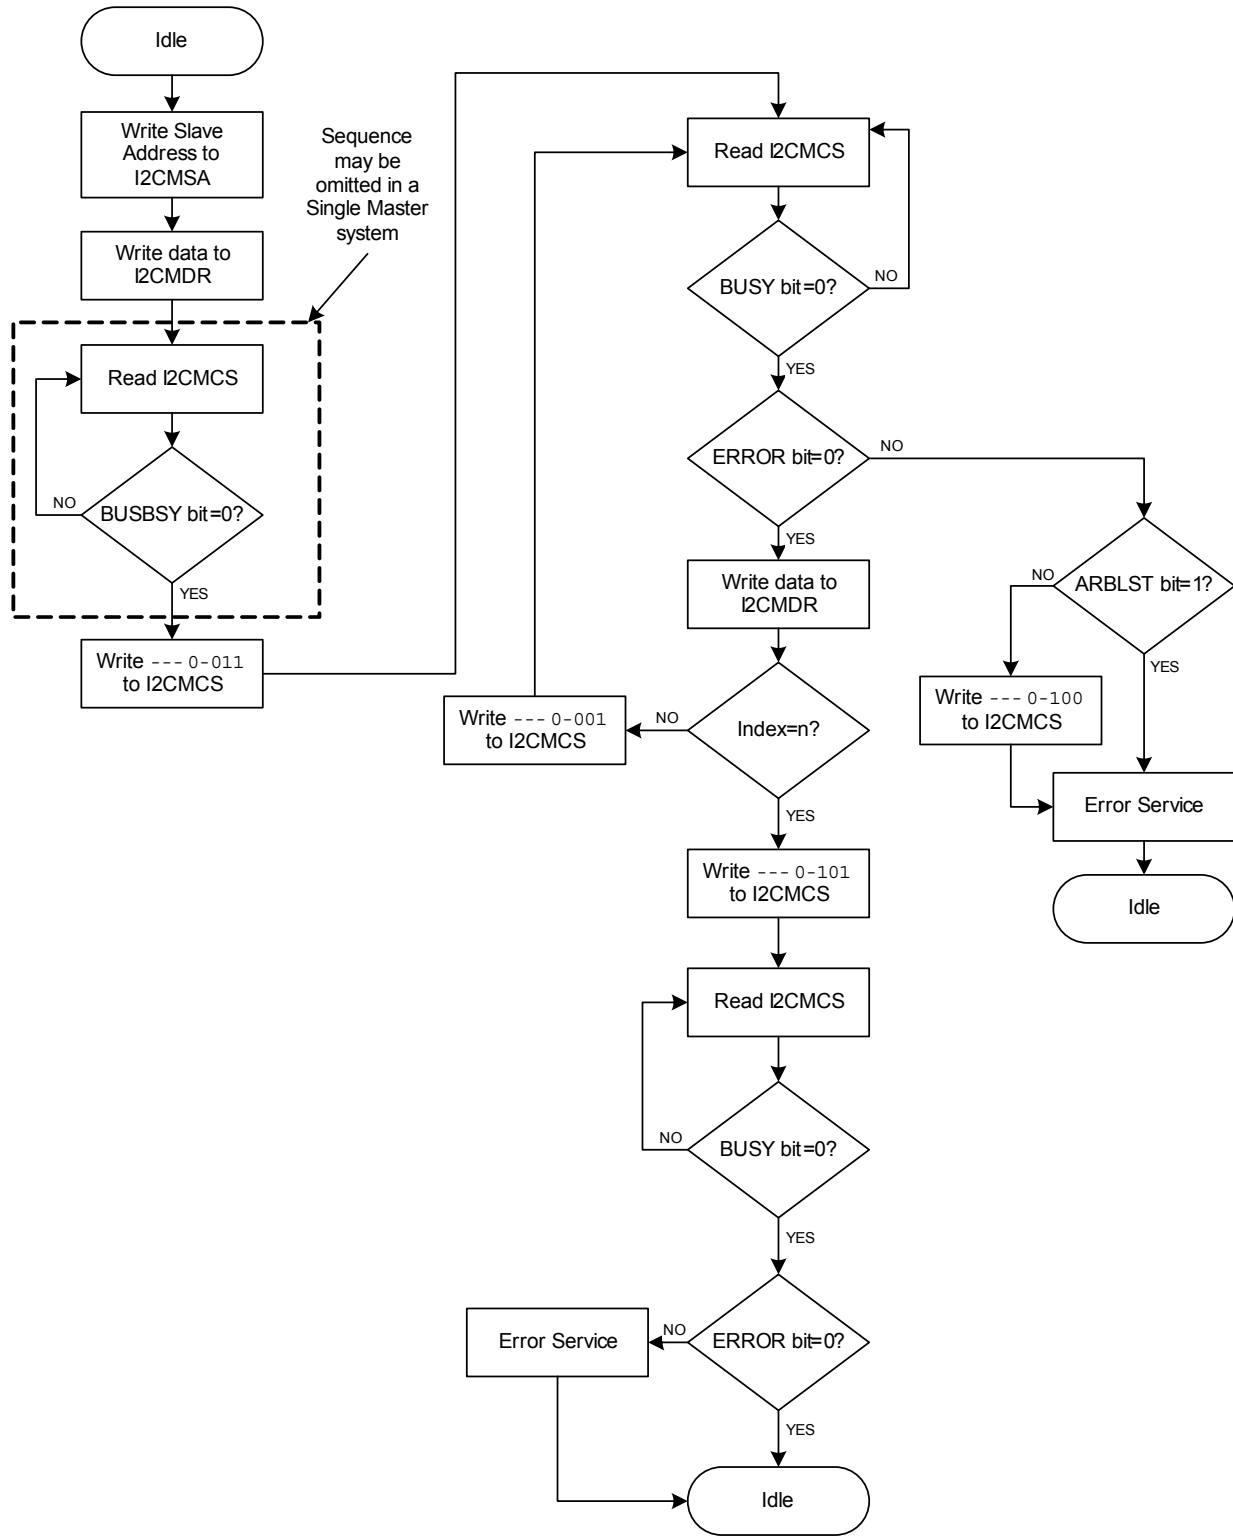 Idle
Write Slave
Address to
I2CMSA
Write data to
I2CMDR
Sequence
may be
omitted in a
Single Master
system
Read I2CMCS
BUSBSY bit=0?
NO
YES
Write --- 0-011
to I2CMCS
Read I2CMCS
BUSY bit=0?
NO
YES
ERROR bit=0?
NO
YES
Write data to
I2CMDR
Index=n?
NO
Write --- 0-001
to I2CMCS
YES
ARBLST bit=1?
NO
YES
Write --- 0-100
to I2CMCS
Error Service
Idle
Write --- 0-101
to I2CMCS
Read I2CMCS
BUSY bit=0?
NO
YES
ERROR bit=0?
NO
Error Service
YES
Idle